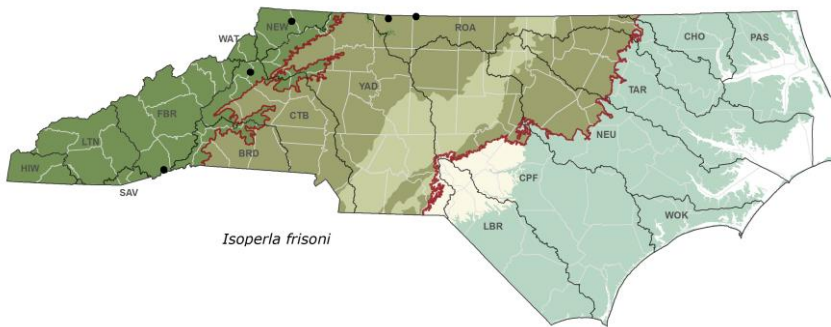 NEW
ROA
CHO
PAS
WAT
YAD
TAR
FBR
CTB
LTN
NEU
BRD
HIW
CPF
SAV
WOK
LBR
Isoperla frisoni